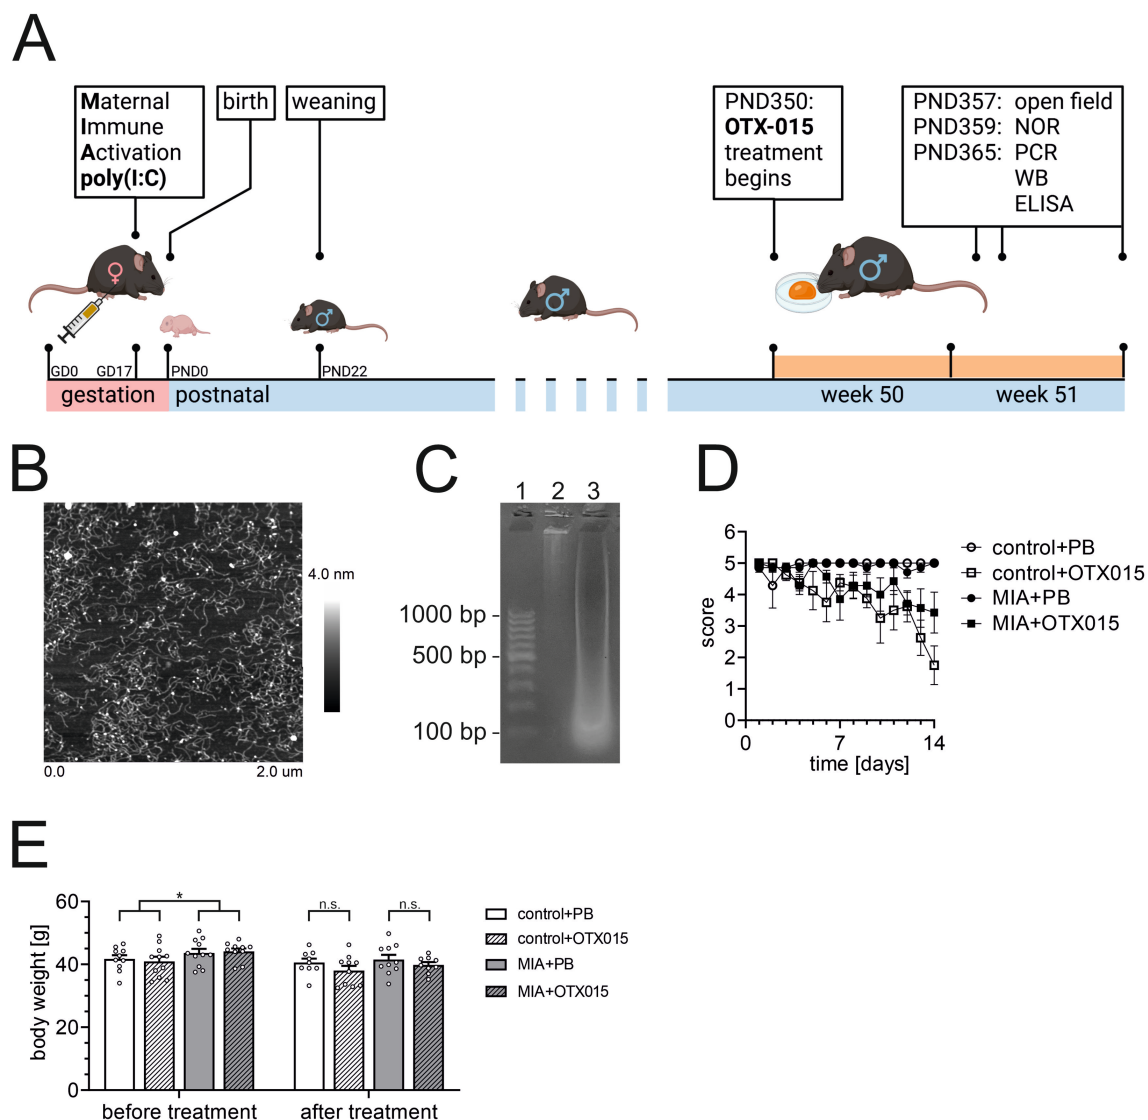 A
Maternal
Immune
Activation
poly(I:C)
birth
weaning
PND350:
OTX-015
treatment
begins
PND357: open field
PND359: NOR
PND365: PCR
WB
ELISA
♀
♂
♂
♂
GD0
GD17
PND0
PND22
gestation
postnatal
week 50
week 51
B
4.0 nm
0.0
2.0 um
C
1 2 3
1000 bp
500 bp
100 bp
D
score
6
5
4
3
2
1
0
0 7 14
time [days]
control+PB
control+OTX015
MIA+PB
MIA+OTX015
E
body weight [g]
60
40
20
0
*
n.s.
n.s.
before treatment
after treatment
control+PB
control+OTX015
MIA+PB
MIA+OTX015